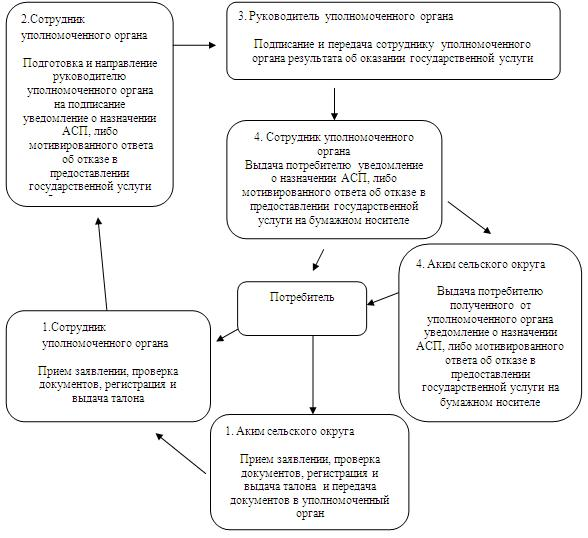 2.Сотрудник
уполномоченного органа
Подготовка и направление
руководителю
уполномоченного органа
на подписание
уведомление о назначении
АСП, либо
мотивированного ответа
об отказе в
предоставлении
государственной услуги
3. Руководитель уполномоченного органа
Подписание и передача сотруднику уполномоченного
органа результата об оказании государственной услуги
4. Сотрудник уполномоченного
органа
Выдача потребителю уведомление
о назначении АСП, либо
мотивированного ответа об отказе в
предоставлении государственной
услуги на бумажном носителе
4. Аким сельского округа
Выдача потребителю
полученного от
уполномоченного органа
уведомление о назначении
АСП, либо мотивированного
ответа об отказе в
предоставлении
государственной услуги на
бумажном носителе
Потребитель
1.Сотрудник
уполномоченного органа
Прием заявлении, проверка
документов, регистрация и
выдача талона
1. Аким сельского округа
Прием заявлении, проверка
документов, регистрация и
выдача талона и передача
документов в уполномоченный
орган